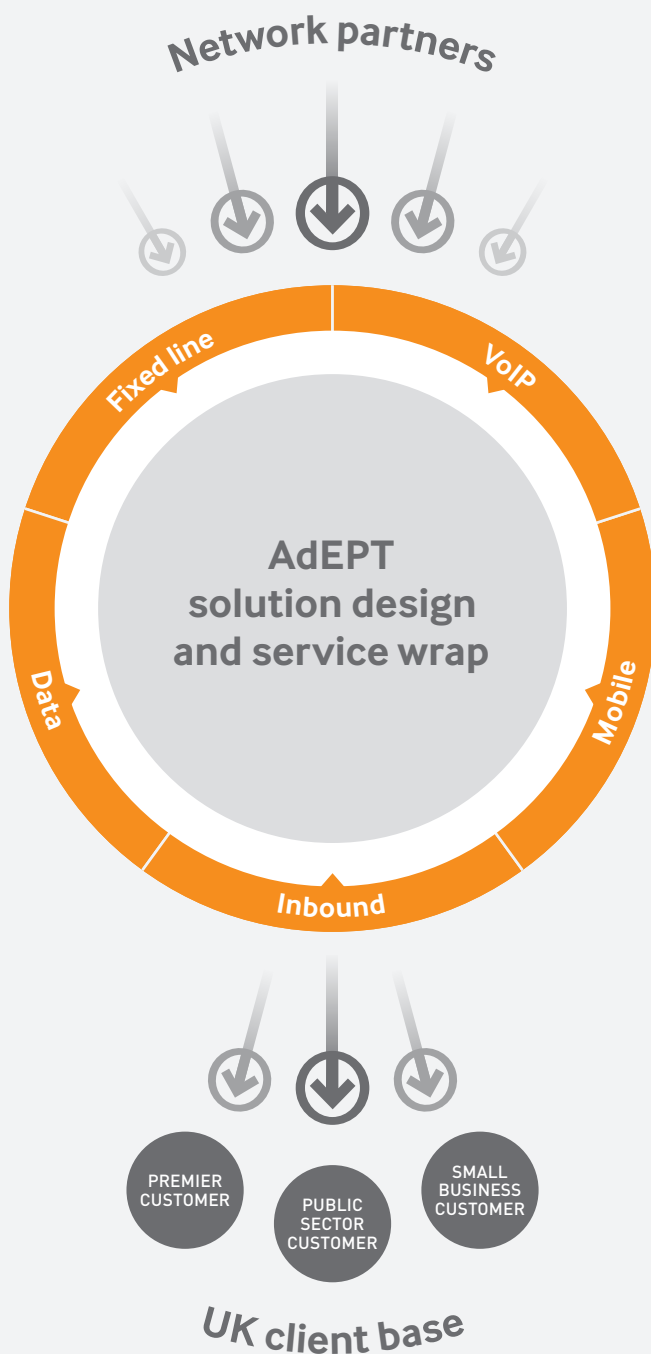 Network partners
Fixed line
VoIP
AdEPT
solution design
and service wrap
Data
Mobile
Inbound
PREMIER
CUSTOMER
PUBLIC
SECTOR
CUSTOMER
SMALL
BUSINESS
CUSTOMER
UK client base